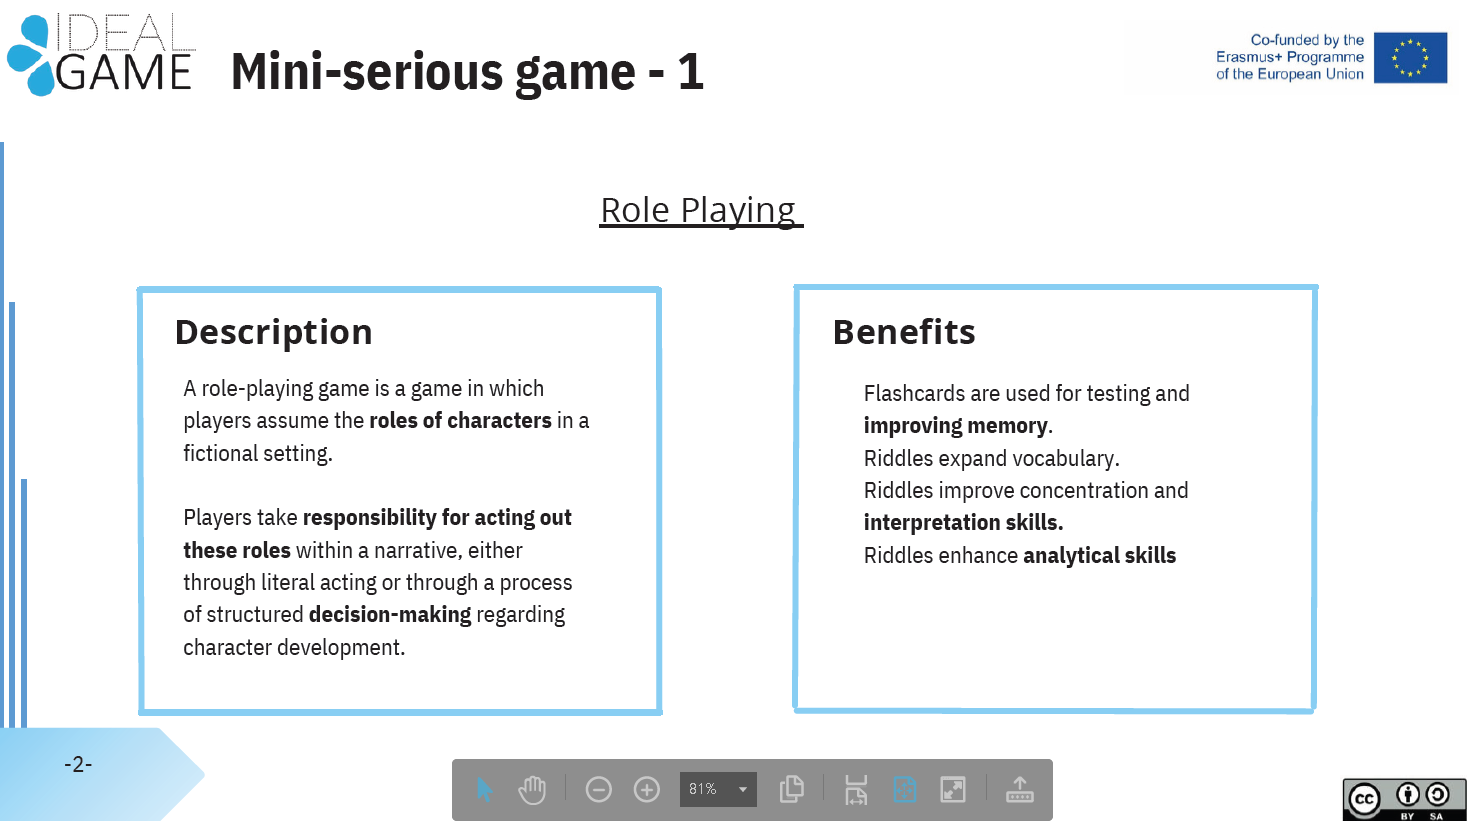 IDEAL
GAME
Mini-serious game - 1
Co-funded by the
Erasmus+ Programme
of the European Union
Role Playing
Description
A role-playing game is a game in which
players assume the roles of characters in a
fictional setting.
Players take responsibility for acting out
these roles within a narrative, either
through literal acting or through a process
of structured decision-making regarding
character development.
Benefits
Flashcards are used for testing and
improving memory.
Riddles expand vocabulary.
Riddles improve concentration and
interpretation skills.
Riddles enhance analytical skills
-2-
81%
cc
BY SA